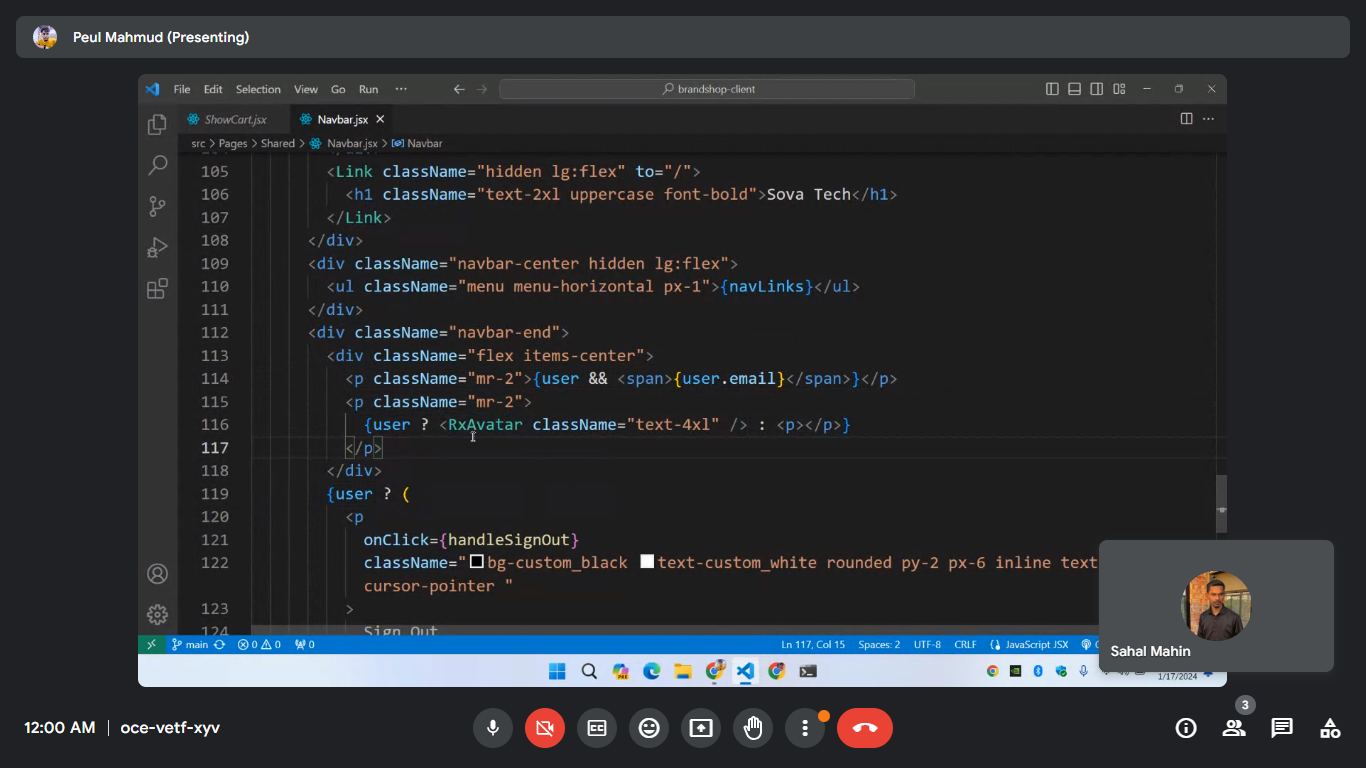 Peul Mahmud (Presenting)
File Edit Selection View Go Run ··· brandshop-client
ShowCart.jsx Navbar.jsx
src > Pages > Shared > Navbar.jsx > Navbar
105 <Link className="hidden lg:flex" to="/">
106 <h1 className="text-2xl uppercase font-bold">Sova Tech</h1>
107 </Link>
108 </div>
109 <div className="navbar-center hidden lg:flex">
110 <ul className="menu menu-horizontal px-1">{navLinks}</ul>
111 </div>
112 <div className="navbar-end">
113 <div className="flex items-center">
114 <p className="mr-2">{user && <span>{user.email}</span>}</p>
115 <p className="mr-2">
116 {user ? <RxAvatar className="text-4xl" /> : <p></p>}
117 </p>
118 </div>
119 {user ? (
120 <p
121 onClick={handleSignOut}
122 className="bg-custom_black text-custom_white rounded py-2 px-6 inline text
cursor-pointer "
123 >
124 Sign Out
main 0 0 0 Ln 117, Col 15 Spaces: 2 UTF-8 CRLF {} JavaScript JSX
1/17/2024
Sahal Mahin
12:00 AM | oce-vetf-xyv
3